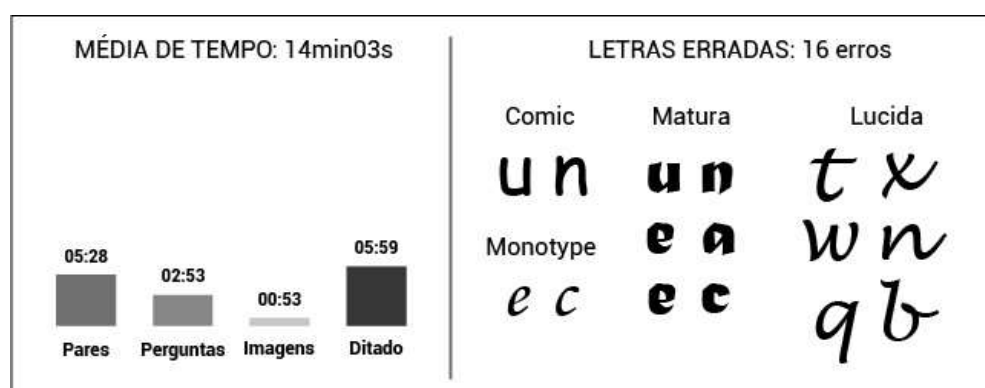 MÉDIA DE TEMPO: 14min03s
05:28
02:53
00:53
05:59
Pares
Perguntas
Imagens
Ditado
LETRAS ERRADAS: 16 erros
Comic
u n
Monotype
e c
Matura
u n
e a
e c
Lucida
t x
w n
q b